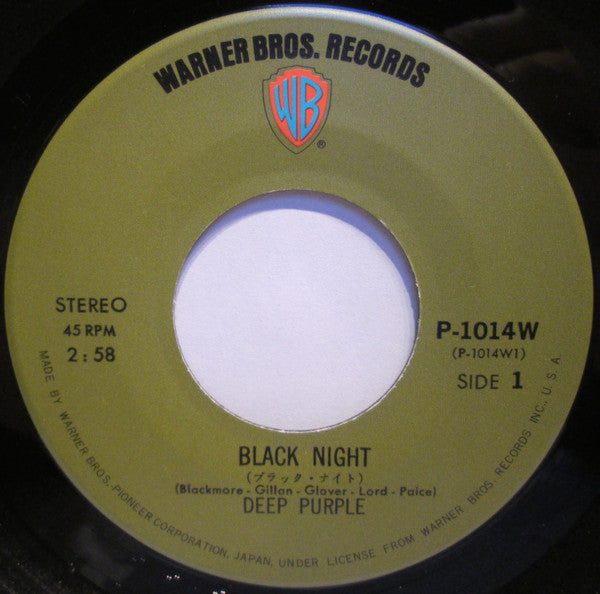 WARNER BROS. RECORDS
WB
®
STEREO
45 RPM
2:58
P-1014W
(P-1014W1)
SIDE 1
BLACK NIGHT
(ブラック・ナイト)
(Blackmore - Gillan - Glover - Lord - Paice)
DEEP PURPLE
MADE BY WARNER BROS. PIONEER CORPORATION, JAPAN, UNDER LICENSE FROM WARNER BROS. RECORDS INC., U.S.A.